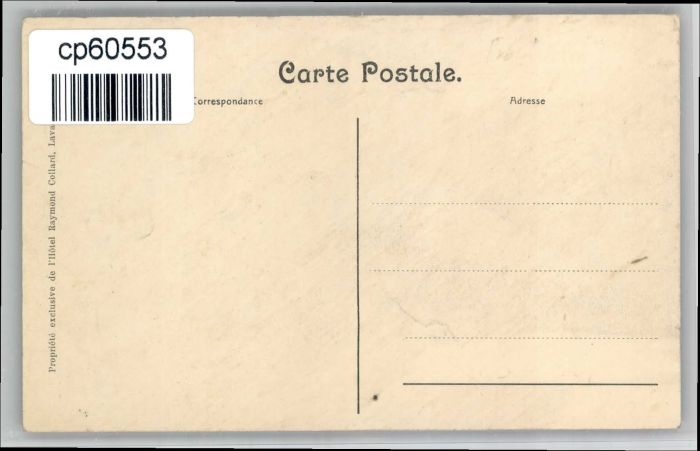 cp60553
Carte Postale.
Correspondance
Adresse
Propriété exclusive de l'Hôtel Raymond Collard, Lava